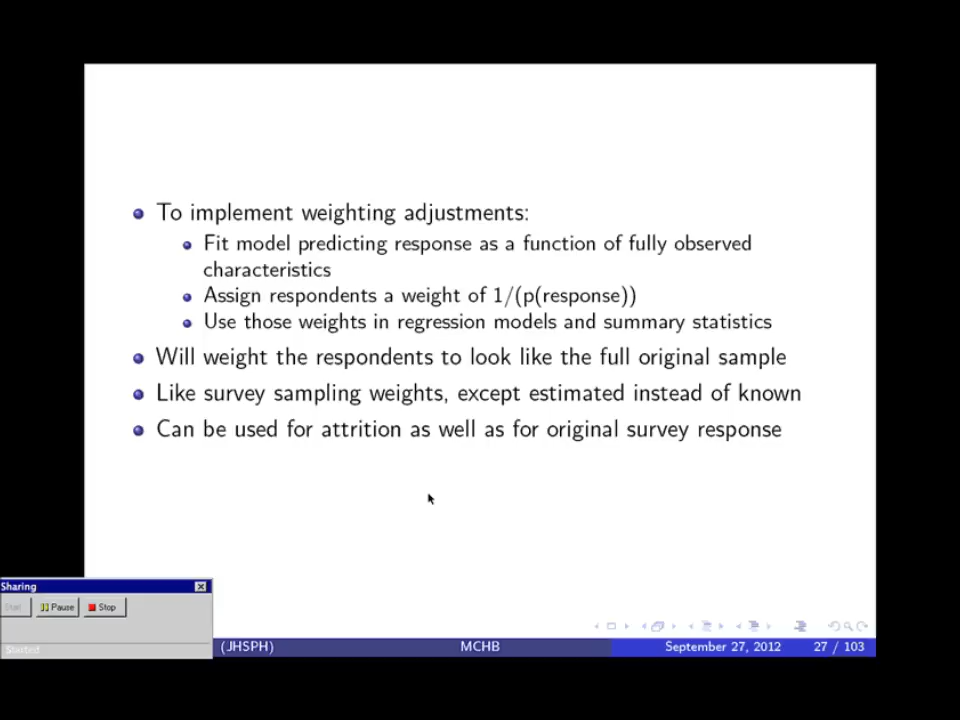 To implement weighting adjustments:
Fit model predicting response as a function of fully observed
characteristics
Assign respondents a weight of 1/(p(response))
Use those weights in regression models and summary statistics
Will weight the respondents to look like the full original sample
Like survey sampling weights, except estimated instead of known
Can be used for attrition as well as for original survey response
Sharing
Start Pause Stop
Started
(JHSPH) MCHB September 27, 2012 27 / 103